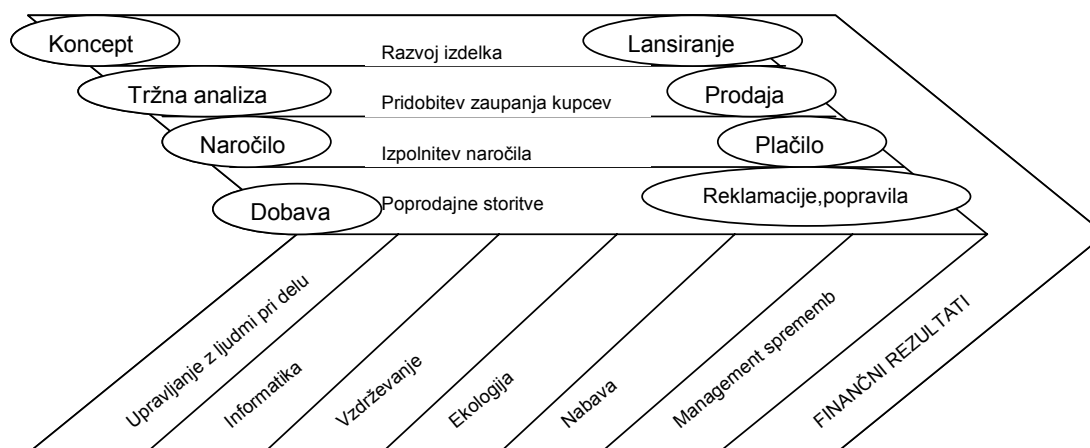 Koncept
Razvoj izdelka
Lansiranje
Tržna analiza
Pridobitev zaupanja kupcev
Prodaja
Naročilo
Izpolnitev naročila
Plačilo
Dobava
Poprodajne storitve
Reklamacije,popravila
Upravljanje z ljudmi pri delu
Informatika
Vzdrževanje
Ekologija
Nabava
Management sprememb
FINANČNI REZULTATI